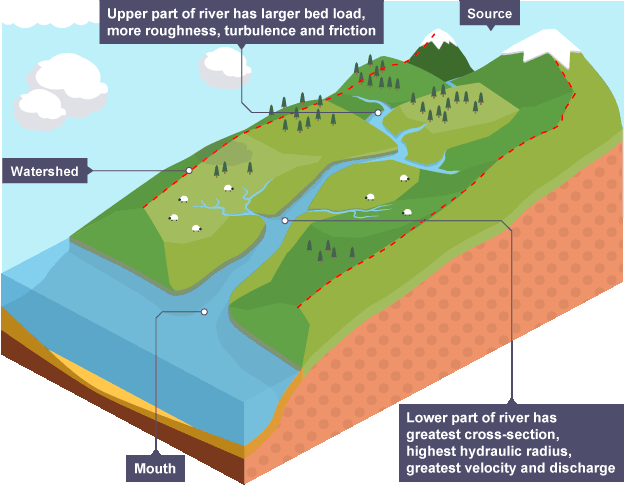 Upper part of river has larger bed load,
more roughness, turbulence and friction
Source
Watershed
Mouth
Lower part of river has
greatest cross-section,
highest hydraulic radius,
greatest velocity and discharge